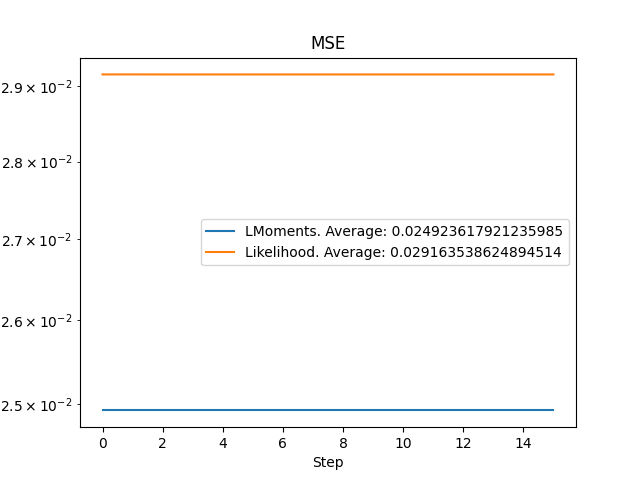 MSE
2.9 × 10⁻²
2.8 × 10⁻²
2.7 × 10⁻²
2.6 × 10⁻²
2.5 × 10⁻²
LMoments. Average: 0.024923617921235985
Likelihood. Average: 0.029163538624894514
0 2 4 6 8 10 12 14
Step